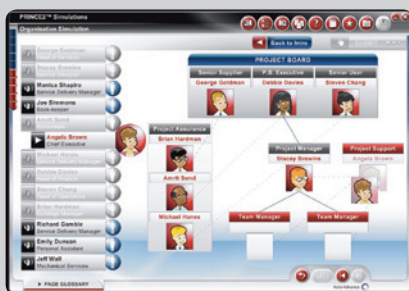 PRINCE2™ Simulations
Organisation Simulation
Back to Intro
George Goldman
Stacey Brewins
Monica Shapiro
Service Delivery Manager
Joe Simmons
Book-keeper
Amrik Send
Angela Brown
Chief Executive
Michael Hanes
Debbie Davies
Steven Chang
Brian Hardman
Richard Gamble
Service Delivery Manager
Emily Duncan
Personal Assistant
Jeff Wall
Mechanical Services
PAGE GLOSSARY
PROJECT BOARD
Senior Supplier
George Goldman
P.B. Executive
Debbie Davies
Senior User
Steven Chang
Project Assurance
Brian Hardman
Amrik Send
Michael Hanes
Project Manager
Stacey Brewins
Project Support
Angela Brown
Team Manager
Team Manager